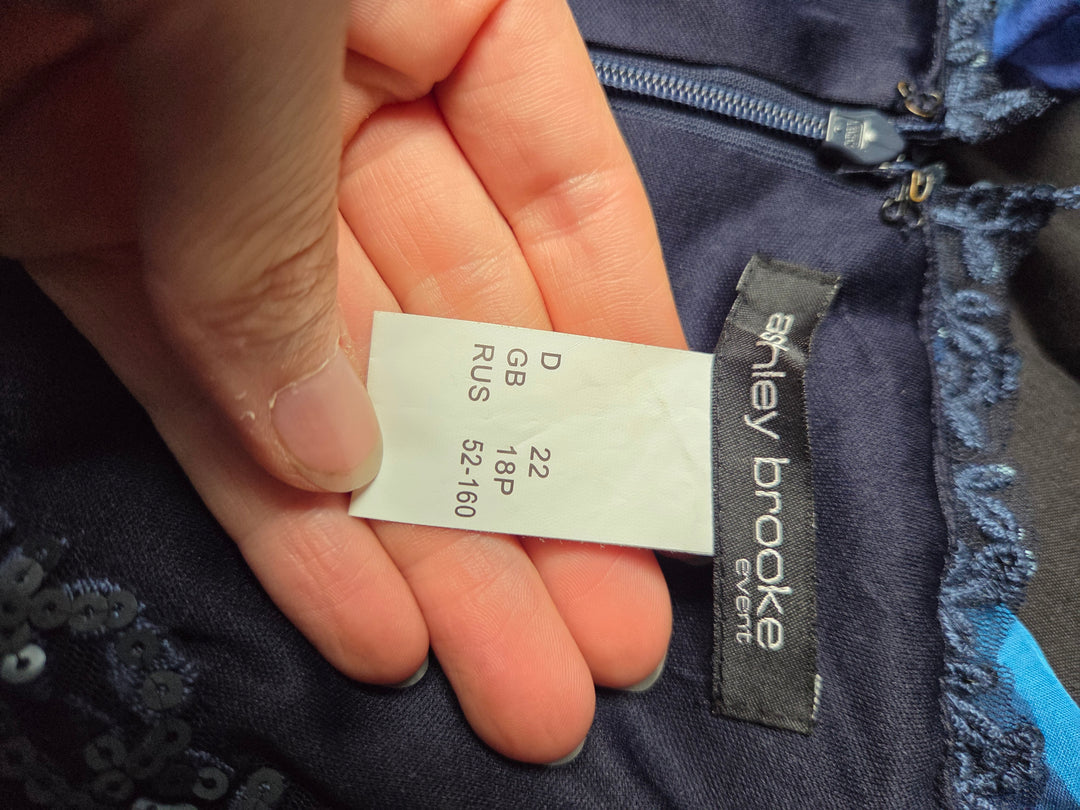 D 22
GB 18P
RUS 52-160
ashley brooke
event